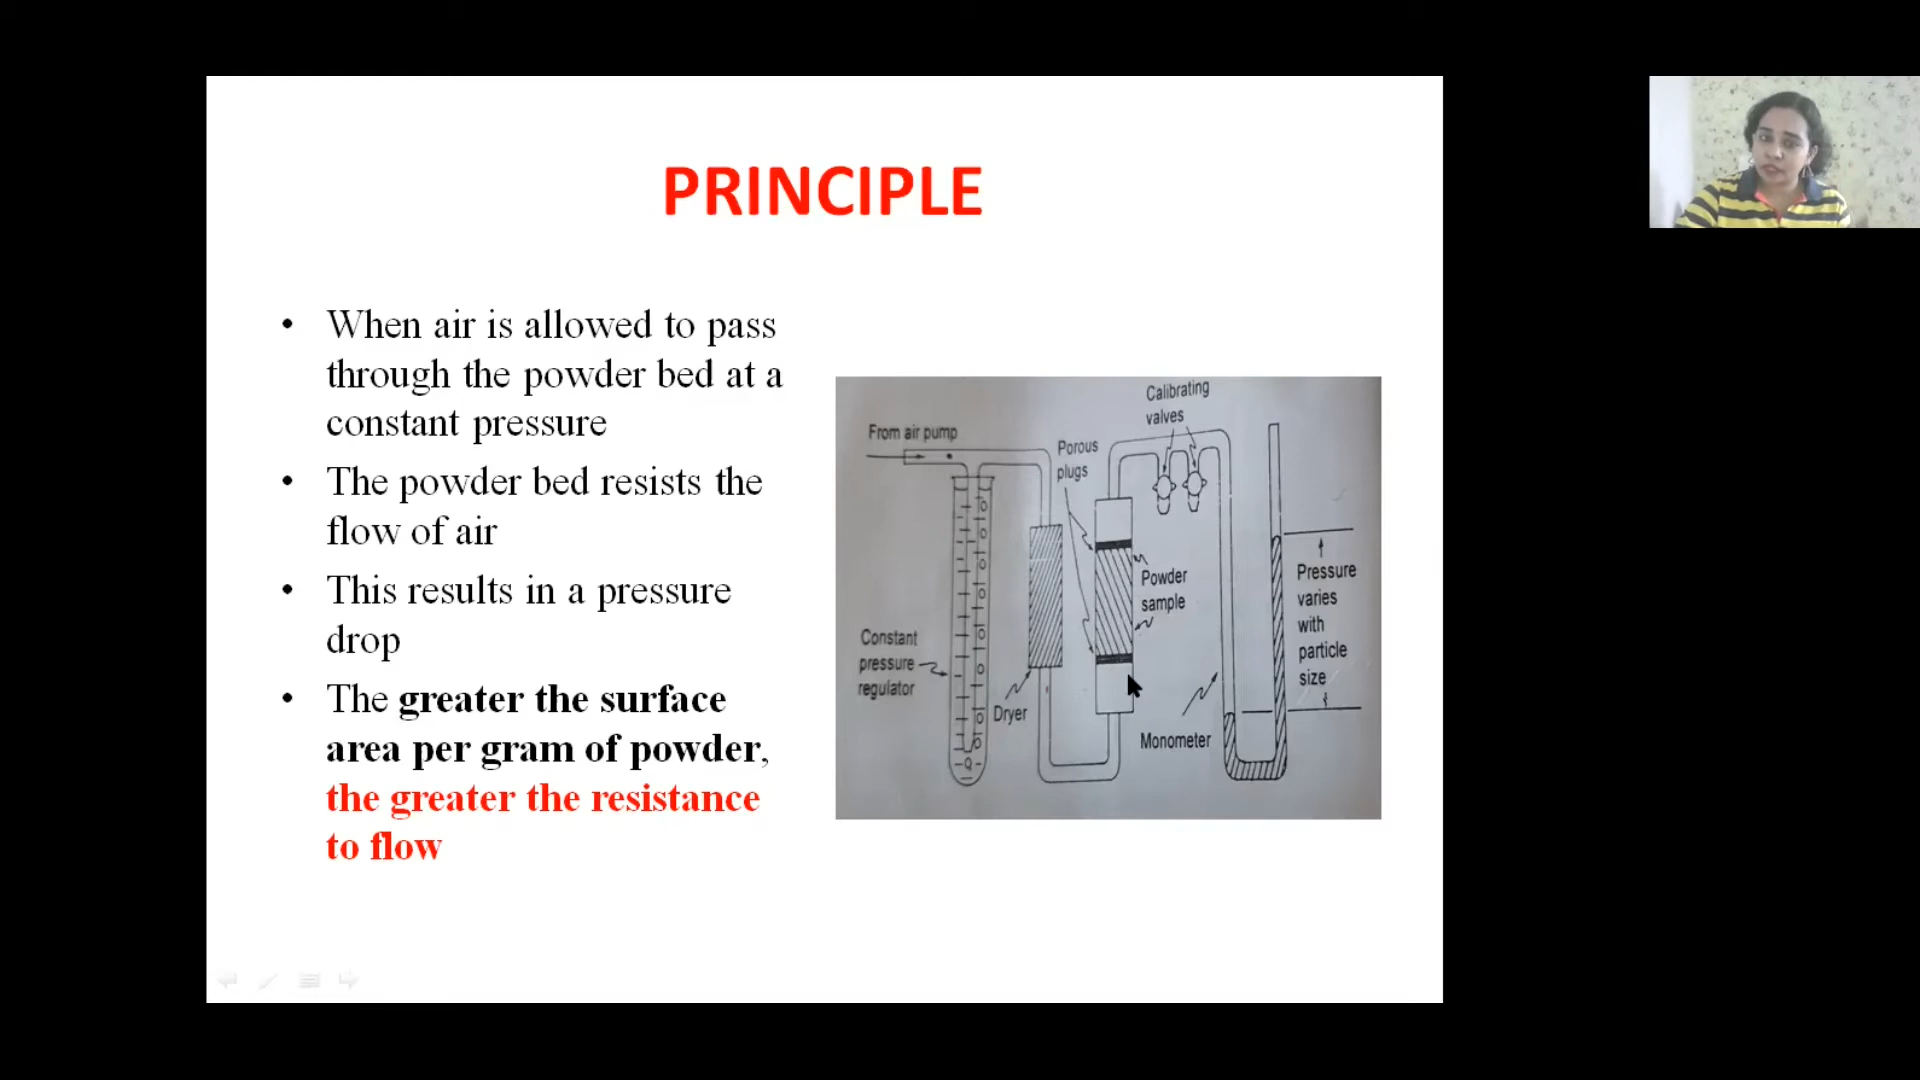 PRINCIPLE
• When air is allowed to pass
through the powder bed at a
constant pressure
• The powder bed resists the
flow of air
• This results in a pressure
drop
• The greater the surface
area per gram of powder,
the greater the resistance
to flow
From air pump
Calibrating
valves
Porous
plugs
Powder
sample
Constant
pressure
regulator
Dryer
Monometer
Pressure
varies
with
particle
size